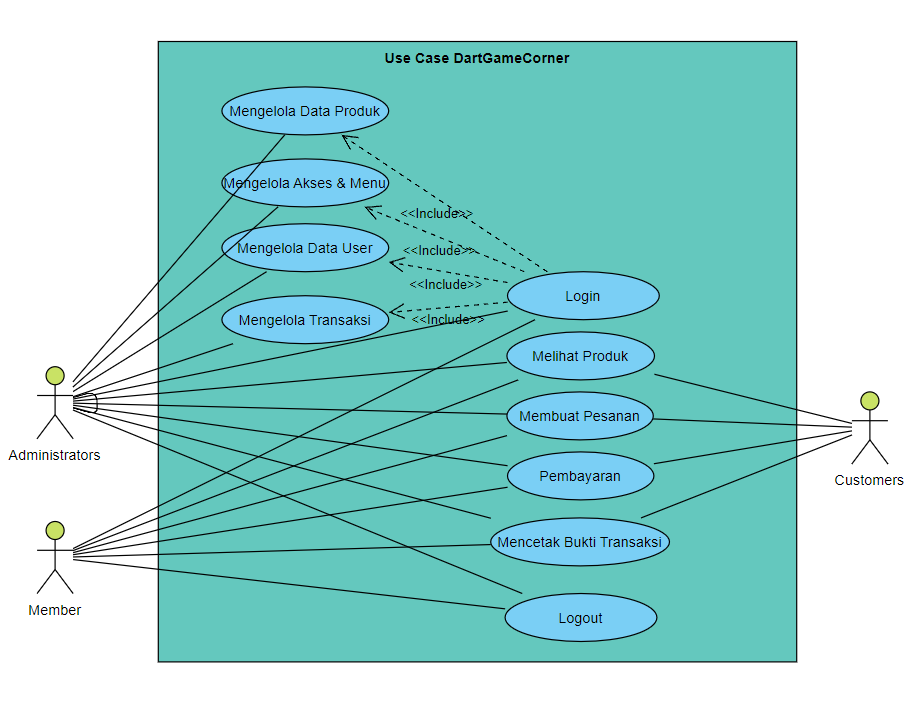 Use Case DartGameCorner
Mengelola Data Produk
Mengelola Akses & Menu
<<Include>>
Mengelola Data User
<<Include>>
<<Include>>
Login
Mengelola Transaksi
<<Include>>
Melihat Produk
Membuat Pesanan
Administrators
Pembayaran
Customers
Mencetak Bukti Transaksi
Member
Logout